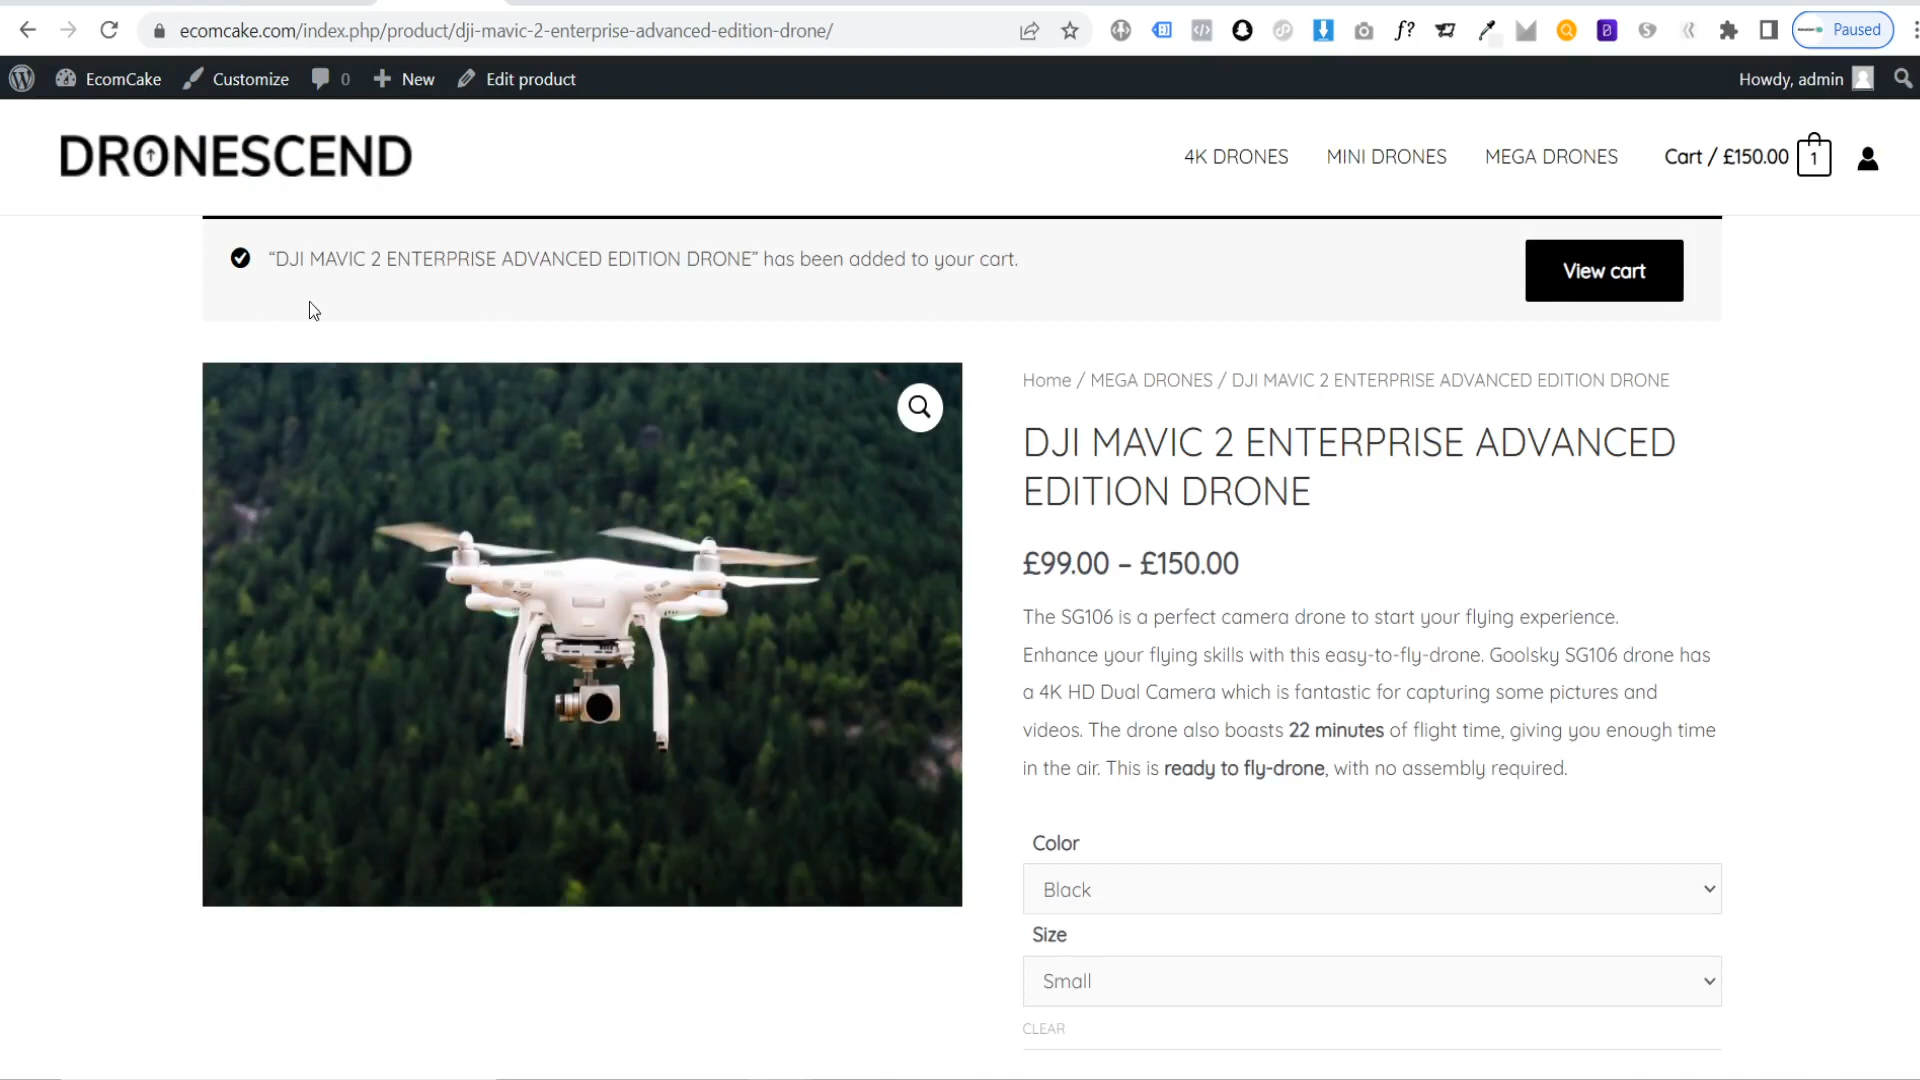 ecomcake.com/index.php/product/dji-mavic-2-enterprise-advanced-edition-drone/
Paused
EcomCake
Customize
0
New
Edit product
Howdy, admin
DRONESCEND
4K DRONES
MINI DRONES
MEGA DRONES
Cart / £150.00
1
“DJI MAVIC 2 ENTERPRISE ADVANCED EDITION DRONE” has been added to your cart.
View cart
Home / MEGA DRONES / DJI MAVIC 2 ENTERPRISE ADVANCED EDITION DRONE
DJI MAVIC 2 ENTERPRISE ADVANCED
EDITION DRONE
£99.00 – £150.00
The SG106 is a perfect camera drone to start your flying experience.
Enhance your flying skills with this easy-to-fly-drone. Goolsky SG106 drone has
a 4K HD Dual Camera which is fantastic for capturing some pictures and
videos. The drone also boasts 22 minutes of flight time, giving you enough time
in the air. This is ready to fly-drone, with no assembly required.
Color
Black
Size
Small
CLEAR